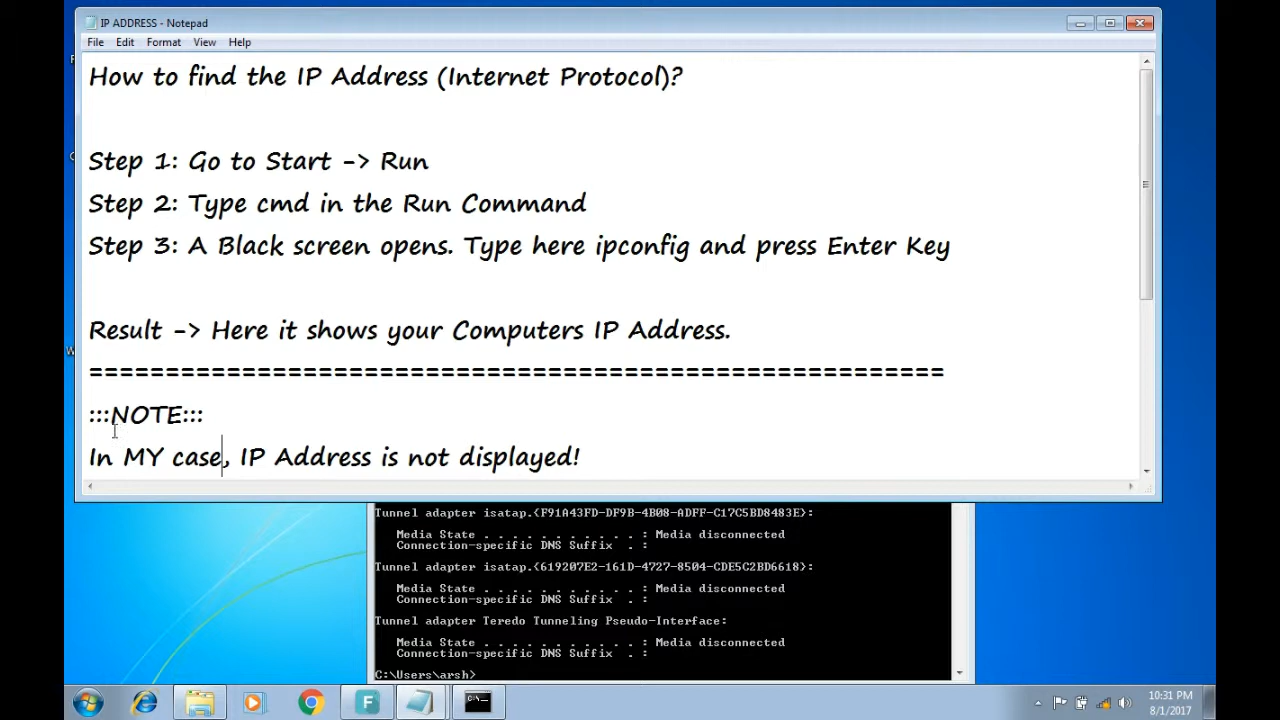 IP ADDRESS - Notepad
File Edit Format View Help
How to find the IP Address (Internet Protocol)?
Step 1: Go to Start -> Run
Step 2: Type cmd in the Run Command
Step 3: A Black screen opens. Type here ipconfig and press Enter Key
Result -> Here it shows your Computers IP Address.
========================================================
:::NOTE:::
In MY case, IP Address is not displayed!
Tunnel adapter isatap.{F91A43FD-DF9B-4B08-ADFF-C17C5BD8483E}:
Media State . . . . . . . . . . . : Media disconnected
Connection-specific DNS Suffix . :
Tunnel adapter isatap.{619207E2-161D-4727-8504-CDE5C2BD6618}:
Media State . . . . . . . . . . . : Media disconnected
Connection-specific DNS Suffix . :
Tunnel adapter Teredo Tunneling Pseudo-Interface:
Media State . . . . . . . . . . . : Media disconnected
Connection-specific DNS Suffix . :
C:\Users\arsh>
10:31 PM
8/1/2017